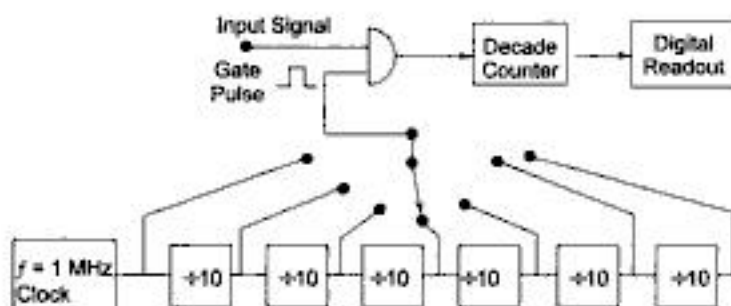 Input Signal
Gate
Pulse
Decade
Counter
Digital
Readout
f = 1 MHz
Clock
÷10
÷10
÷10
÷10
÷10
÷10